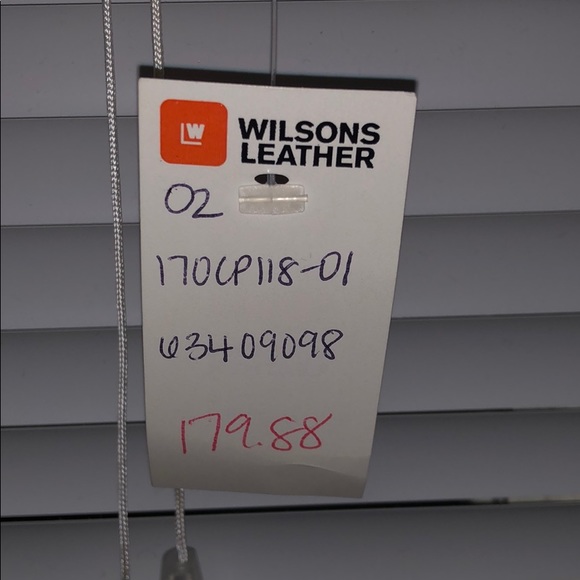 LW
WILSONS
LEATHER
02
170CP118-01
63409098
179.88